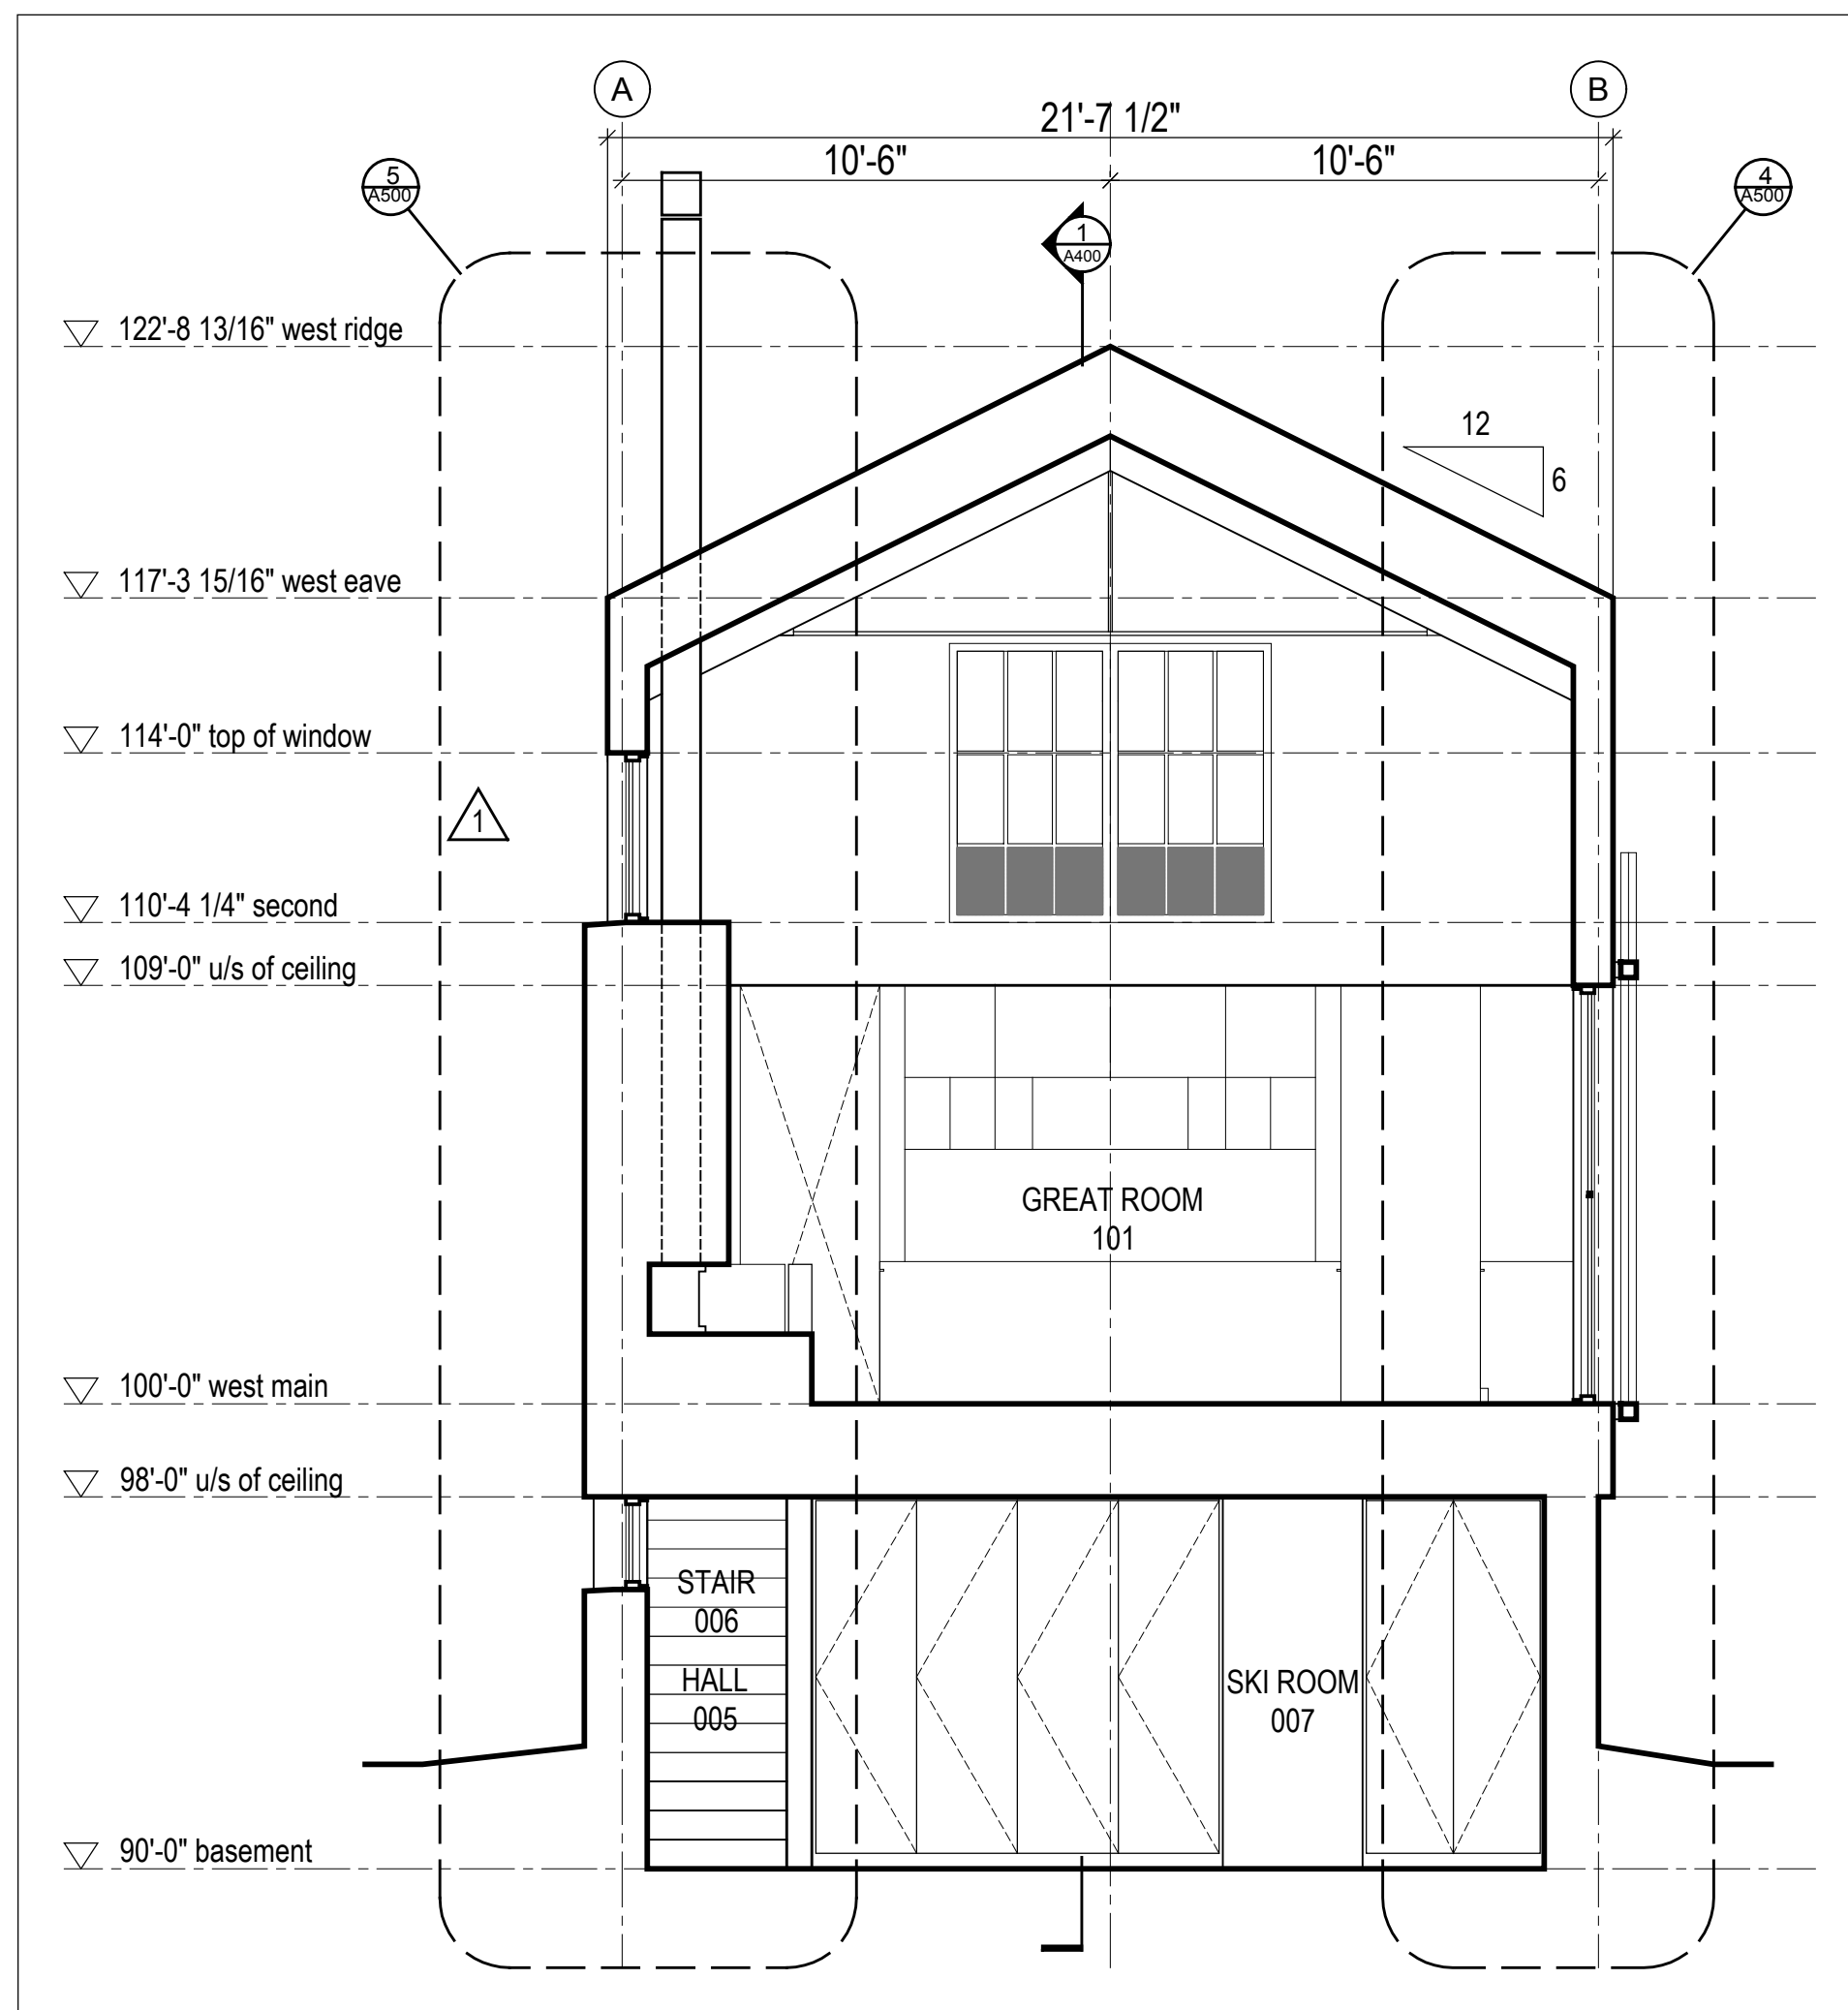 A
B
21'-7 1/2"
10'-6"
10'-6"
5
A500
4
A500
1
A400
122'-8 13/16" west ridge
12
6
117'-3 15/16" west eave
114'-0" top of window
1
110'-4 1/4" second
109'-0" u/s of ceiling
GREAT ROOM
101
100'-0" west main
98'-0" u/s of ceiling
STAIR
006
HALL
005
SKI ROOM
007
90'-0" basement